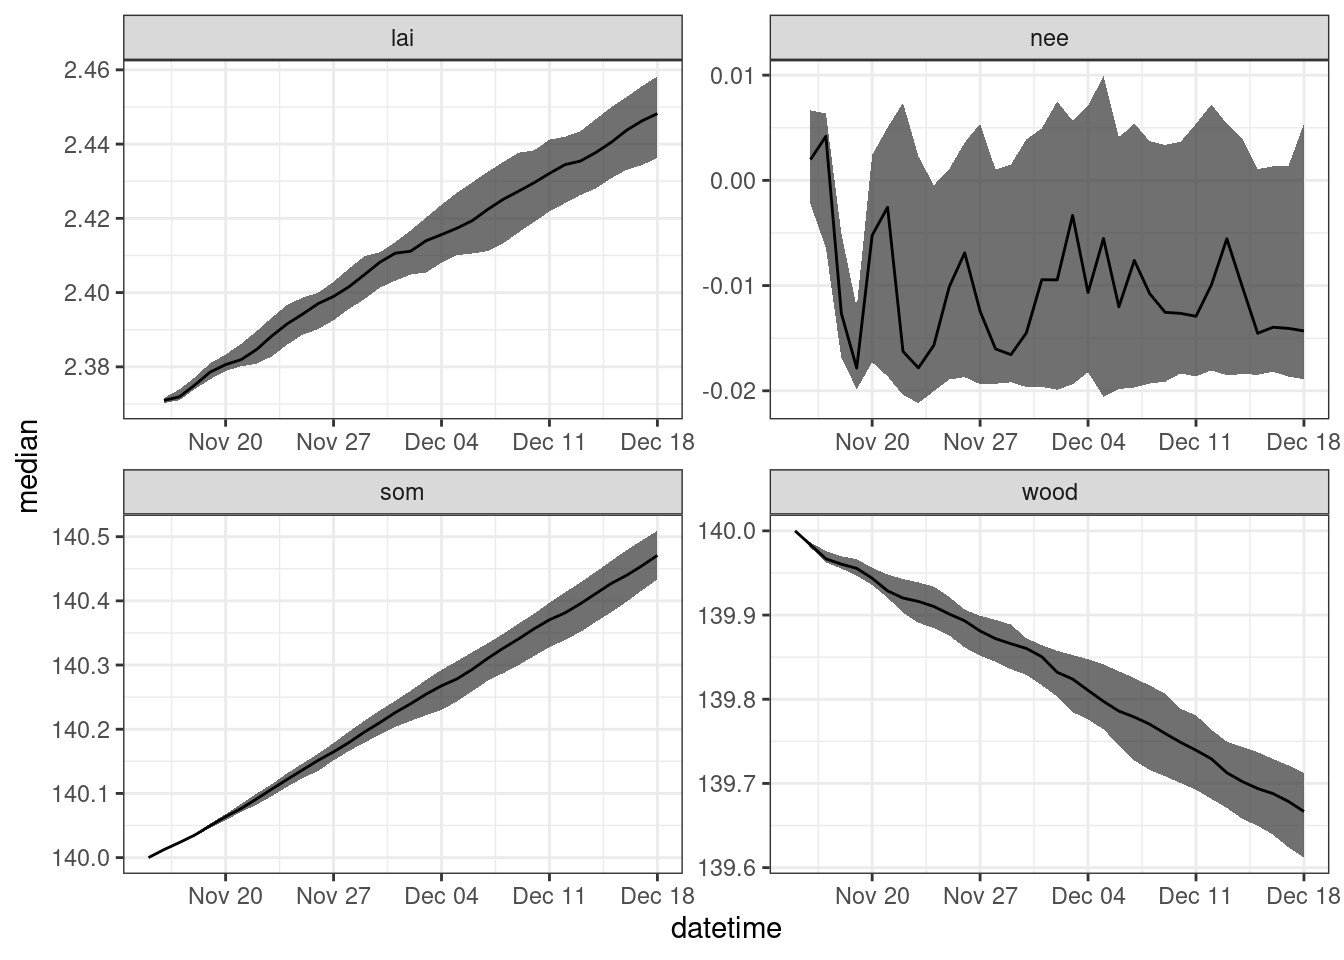 lai
nee
2.46
2.44
2.42
2.40
2.38
0.01
0.00
-0.01
-0.02
Nov 20 Nov 27 Dec 04 Dec 11 Dec 18
Nov 20 Nov 27 Dec 04 Dec 11 Dec 18
median
som
wood
140.5
140.4
140.3
140.2
140.1
140.0
140.0
139.9
139.8
139.7
139.6
Nov 20 Nov 27 Dec 04 Dec 11 Dec 18
Nov 20 Nov 27 Dec 04 Dec 11 Dec 18
datetime